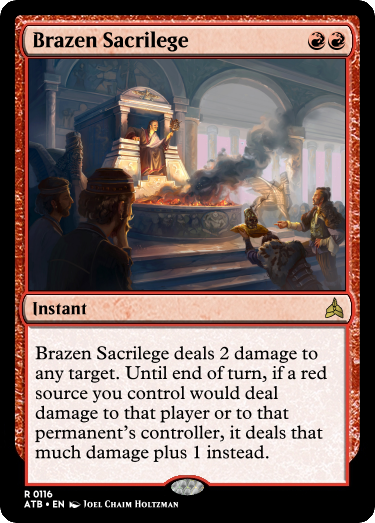 Brazen Sacrilege
Instant
Brazen Sacrilege deals 2 damage to
any target. Until end of turn, if a red
source you control would deal
damage to that player or to that
permanent's controller, it deals that
much damage plus 1 instead.
R 0116
ATB • EN Joel Chaim Holtzman